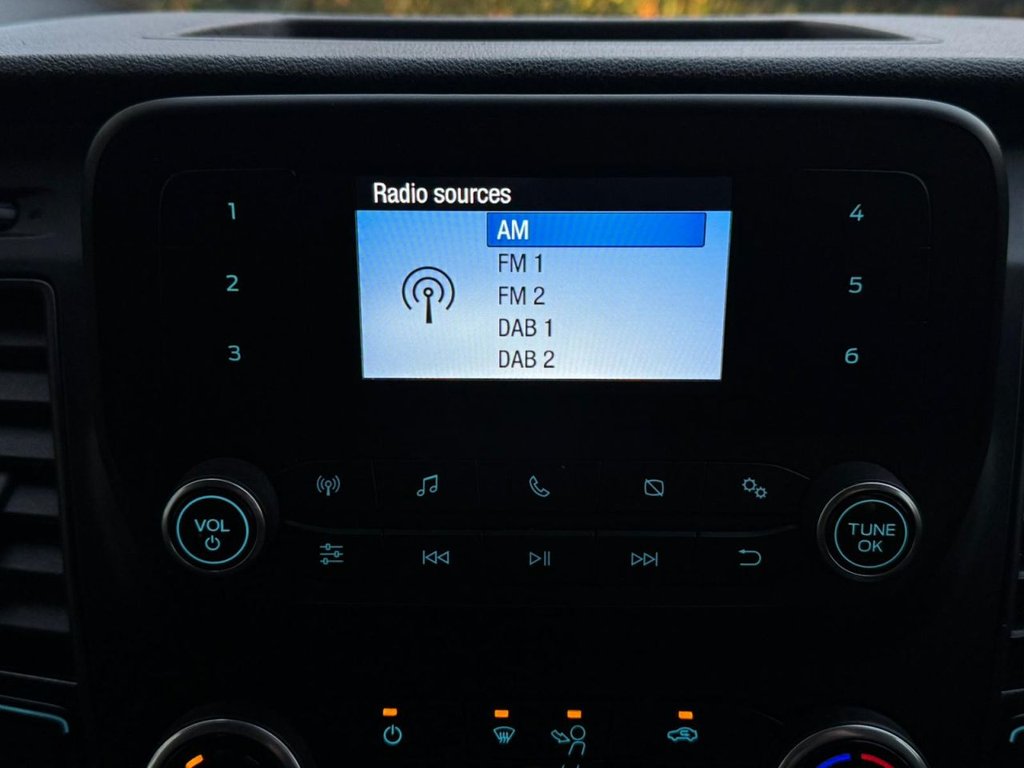 Radio sources
AM
FM 1
FM 2
DAB 1
DAB 2
1
2
3
4
5
6
VOL
TUNE
OK